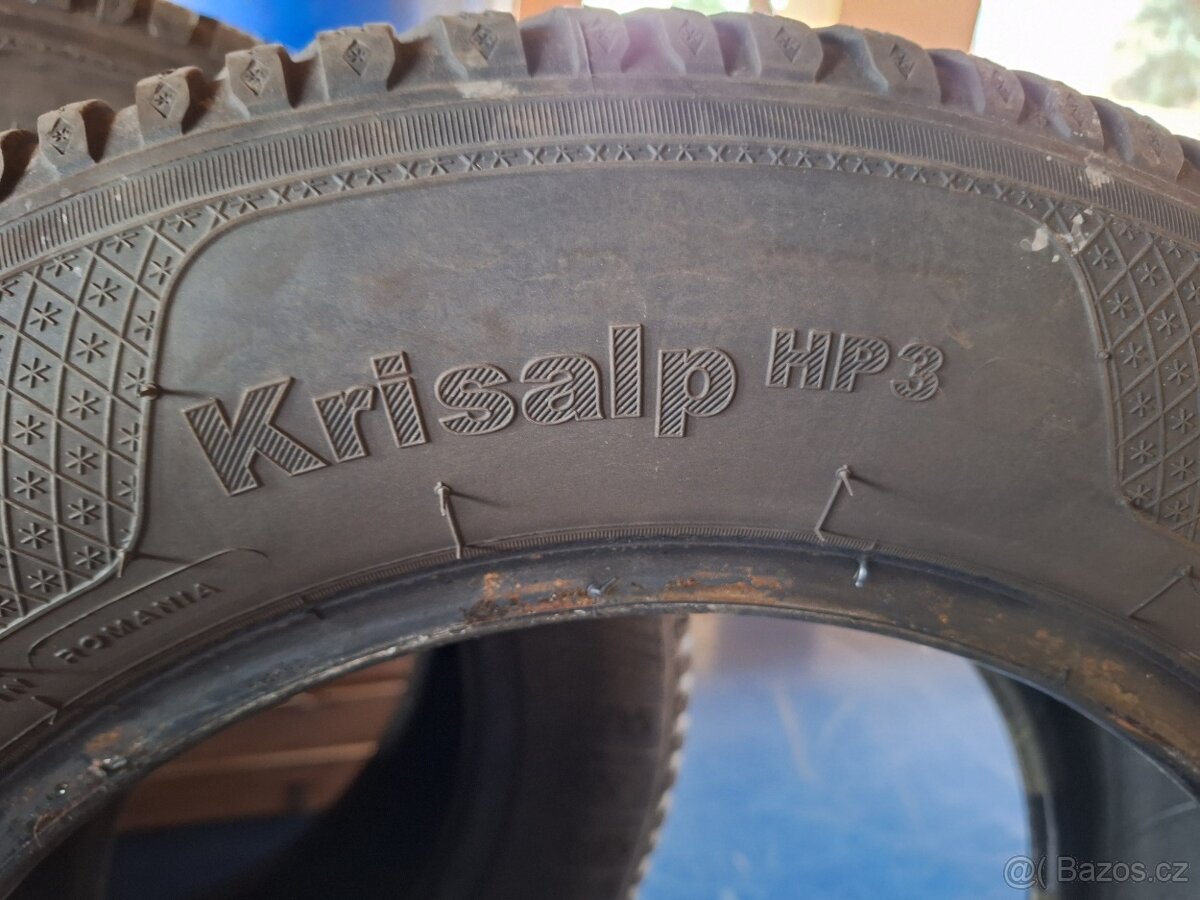 Krisalp HP3
ROMANIA
@( Bazos.cz